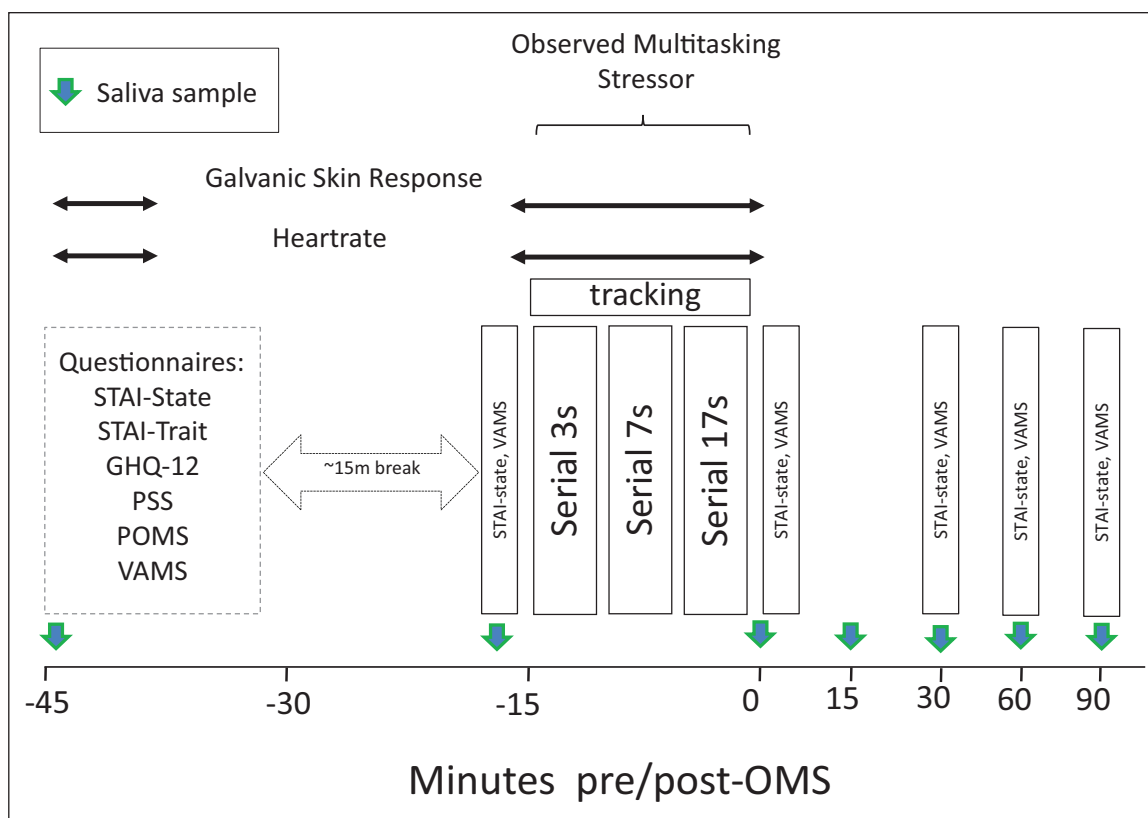 Observed Multitasking
Stressor
Saliva sample
Galvanic Skin Response
Heartrate
tracking
Questionnaires:
STAI-State
STAI-Trait
GHQ-12
PSS
POMS
VAMS
~15m break
STAI-state, VAMS
Serial 3s
Serial 7s
Serial 17s
STAI-state, VAMS
STAI-state, VAMS
STAI-state, VAMS
STAI-state, VAMS
-45 -30 -15 0 15 30 60 90
Minutes pre/post-OMS